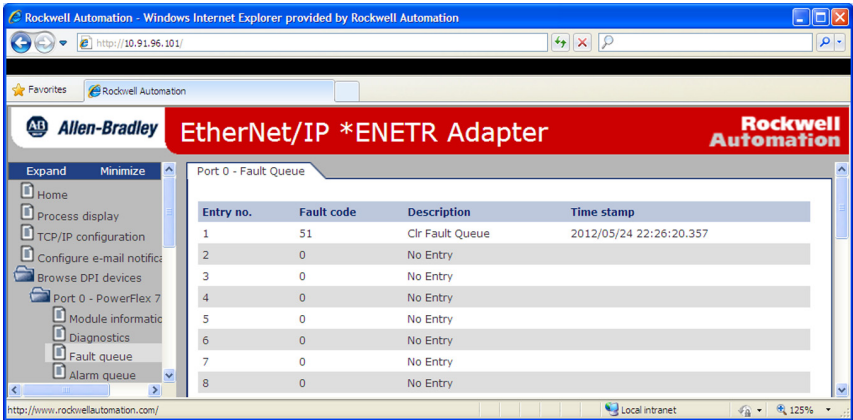 Rockwell Automation - Windows Internet Explorer provided by Rockwell Automation
http://10.91.96.101/
Favorites
Rockwell Automation
AB Allen-Bradley
EtherNet/IP *ENETR Adapter
Rockwell
Automation
Expand Minimize
Home
Process display
TCP/IP configuration
Configure e-mail notifica
Browse DPI devices
Port 0 - PowerFlex 7
Module informatic
Diagnostics
Fault queue
Alarm queue
Port 0 - Fault Queue
Entry no. Fault code Description Time stamp
1 51 Clr Fault Queue 2012/05/24 22:26:20.357
2 0 No Entry
3 0 No Entry
4 0 No Entry
5 0 No Entry
6 0 No Entry
7 0 No Entry
8 0 No Entry
http://www.rockwellautomation.com/
Local intranet
125%